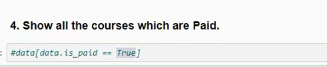 4. Show all the courses which are Paid.
#data[data.is_paid == True]